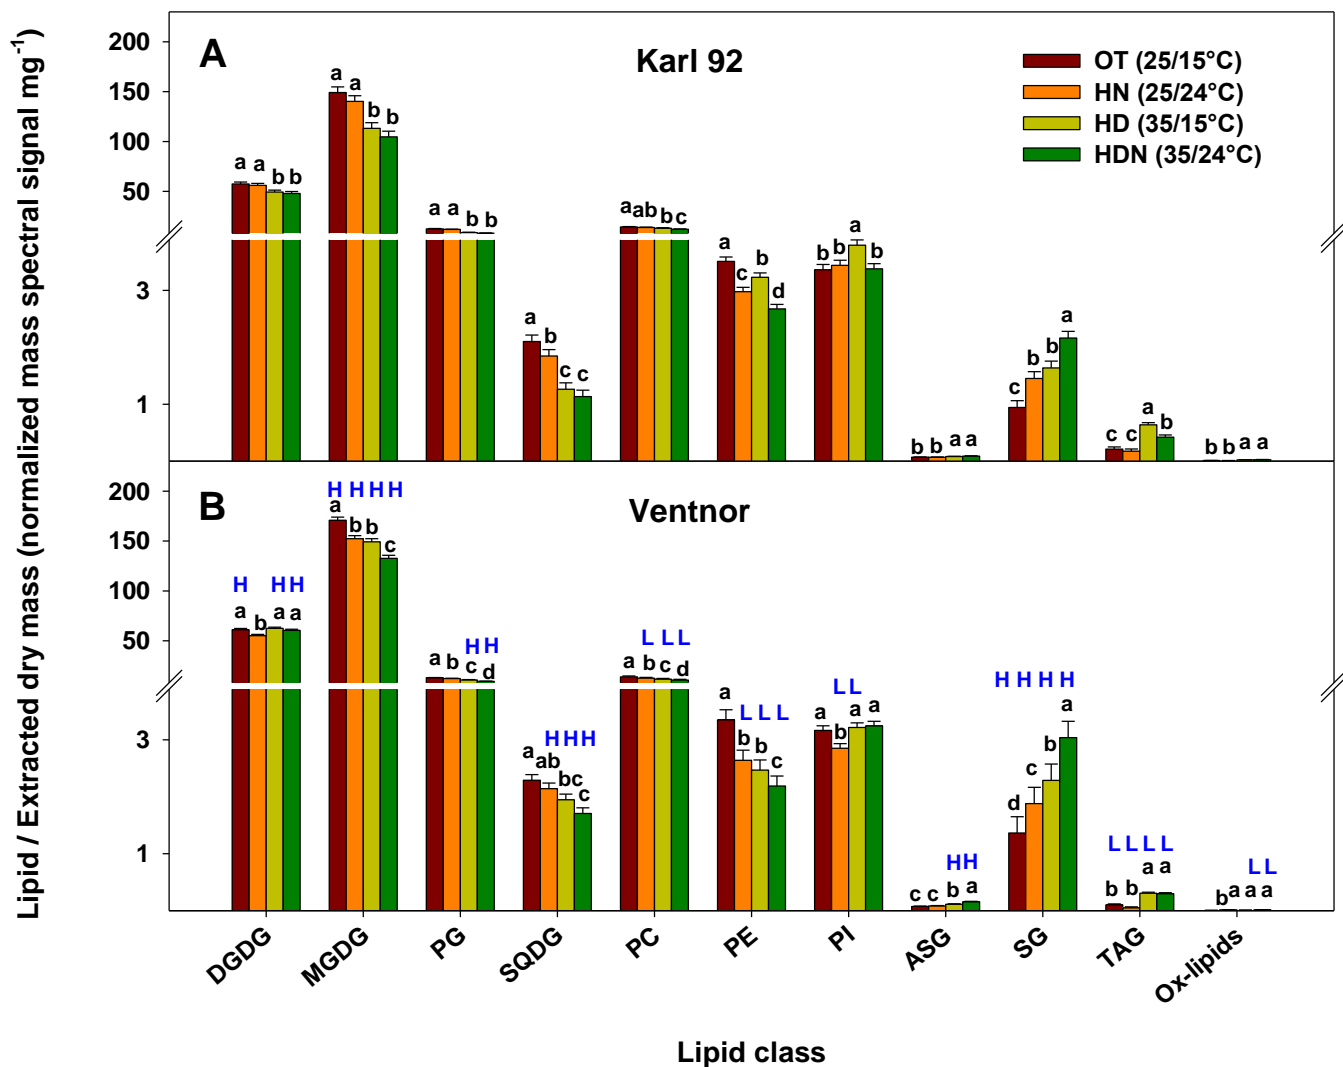 Lipid / Extracted dry mass (normalized mass spectral signal mg-1)
A
Karl 92
OT (25/15°C)
HN (25/24°C)
HD (35/15°C)
HDN (35/24°C)
200
150
100
50
3
1
a a b b
a a b b
a a b b
a b c c
a ab b c
a c b d
b b a b
b b a a
c b b a
c c a b
b b a a
B
Ventnor
200
150
100
50
3
1
H H H
a b a a
H H H H
a b b c
H H
a b c d
H H H
a ab bc c
L L L
a b c d
L L L
a b b c
L L
a b a a
H H
c c b a
H H H H
d c b a
L L L L
b b a a
L L
b a a a
DGDG
MGDG
PG
SQDG
PC
PE
PI
ASG
SG
TAG
Ox-lipids
Lipid class